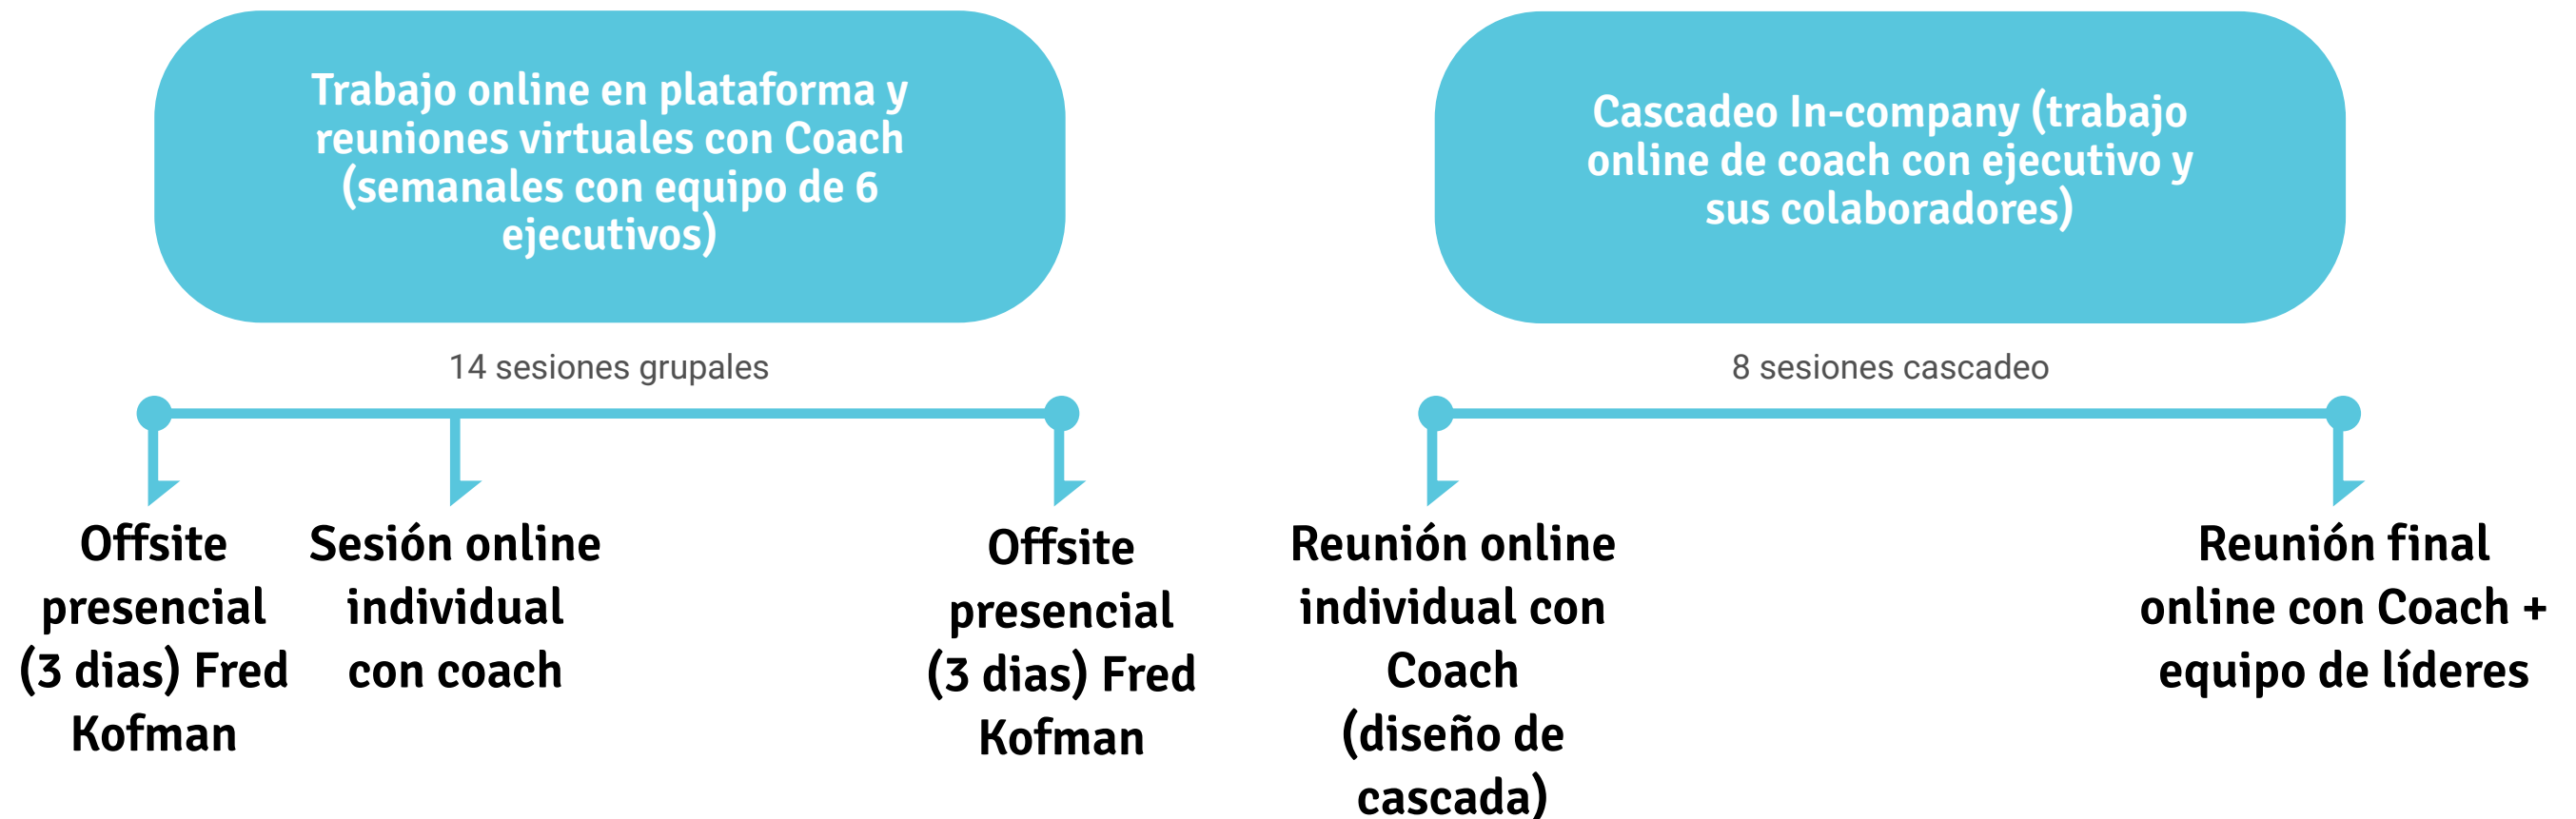 Trabajo online en plataforma y
reuniones virtuales con Coach
(semanales con equipo de 6
ejecutivos)
14 sesiones grupales
Offsite
presencial
(3 dias) Fred
Kofman
Sesión online
individual
con coach
Offsite
presencial
(3 dias) Fred
Kofman
Cascadeo In-company (trabajo
online de coach con ejecutivo y
sus colaboradores)
8 sesiones cascadeo
Reunión online
individual con
Coach
(diseño de
cascada)
Reunión final
online con Coach +
equipo de líderes